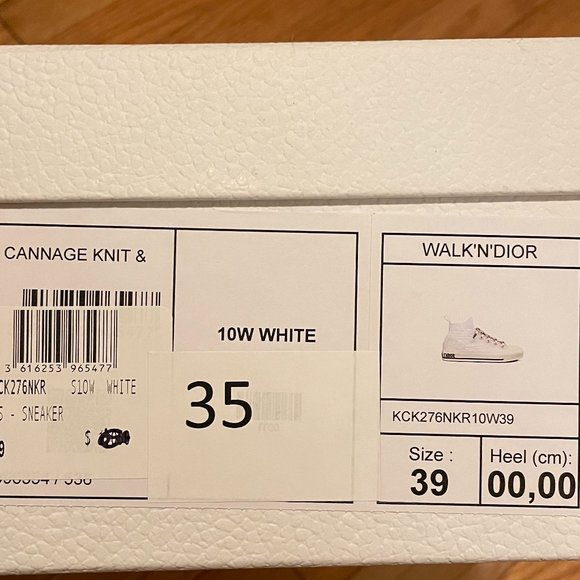 CANNAGE KNIT &
10W WHITE
3 616253 965477
CK276NKR S10W WHITE
- SNEAKER
$
9
35
WALK'N'DIOR
KCK276NKR10W39
Size : 39
Heel (cm): 00,00